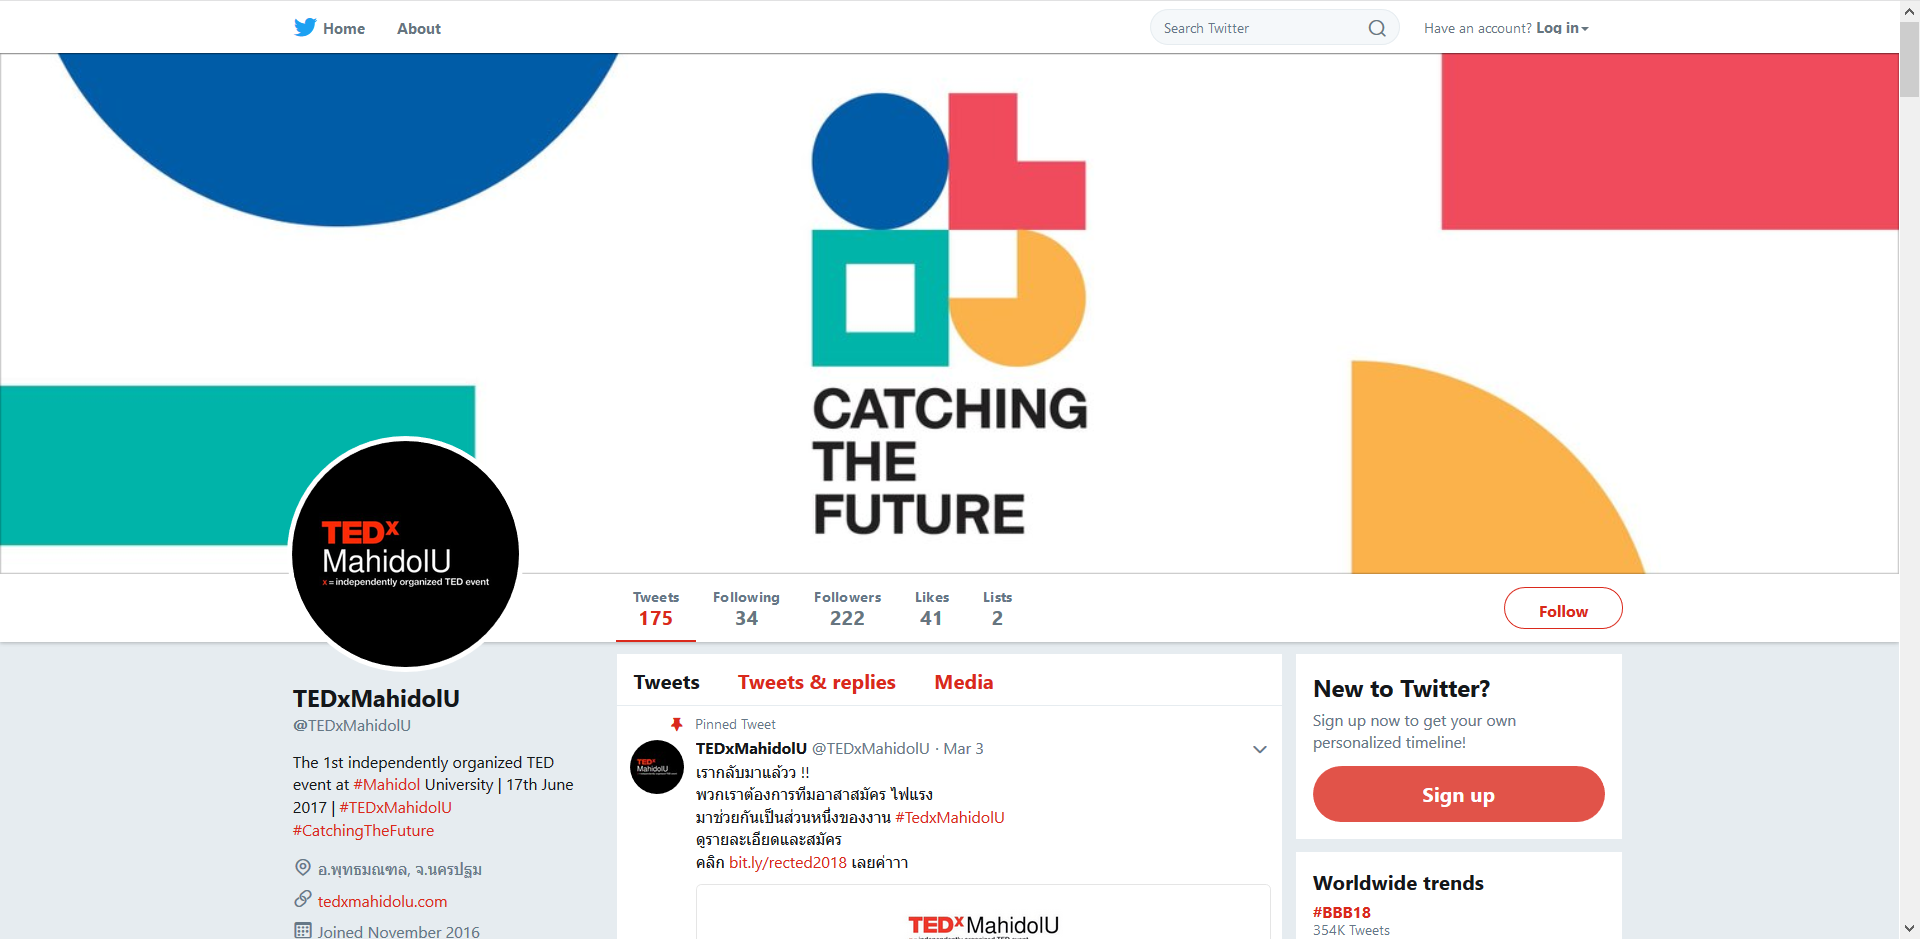 Home
About
Search Twitter
Have an account? Log in
CATCHING
THE
FUTURE
TEDx
MahidolU
x = independently organized TED event
Tweets
175
Following
34
Followers
222
Likes
41
Lists
2
Follow
TEDxMahidolU
@TEDxMahidolU
The 1st independently organized TED
event at #Mahidol University | 17th June
2017 | #TEDxMahidolU
#CatchingTheFuture
อ.พุทธมณฑล, จ.นครปฐม
tedxmahidolu.com
Joined November 2016
Tweets
Tweets & replies
Media
Pinned Tweet
TEDxMahidolU @TEDxMahidolU · Mar 3
เรากลับมาแล้วว !!
พวกเราต้องการทีมอาสาสมัคร ไฟแรง
มาช่วยกันเป็นส่วนหนึ่งของงาน #TedxMahidolU
ดูรายละเอียดและสมัคร
คลิก bit.ly/rected2018 เลยค่าาา
TEDx MahidolU
New to Twitter?
Sign up now to get your own
personalized timeline!
Sign up
Worldwide trends
#BBB18
354K Tweets